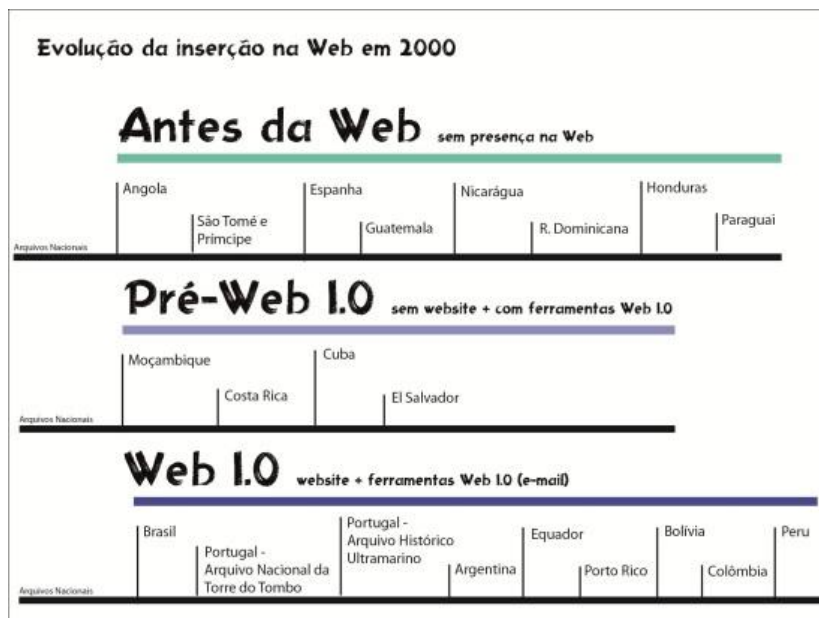 Evolução da inserção na Web em 2000
Antes da Web sem presença na Web
Angola
Espanha
Nicarágua
Honduras
São Tomé e
Prímcipe
Guatemala
R. Dominicana
Paraguai
Arquivos Nacionais
Pré-Web 1.0 sem website + com ferramentas Web 1.0
Moçambique
Cuba
Costa Rica
El Salvador
Arquivos Nacionais
Web 1.0 website + ferramentas Web 1.0 (e-mail)
Brasil
Portugal -
Arquivo Nacional da
Torre do Tombo
Portugal -
Arquivo Histórico
Ultramarino
Argentina
Equador
Porto Rico
Bolívia
Colômbia
Peru
Arquivos Nacionais